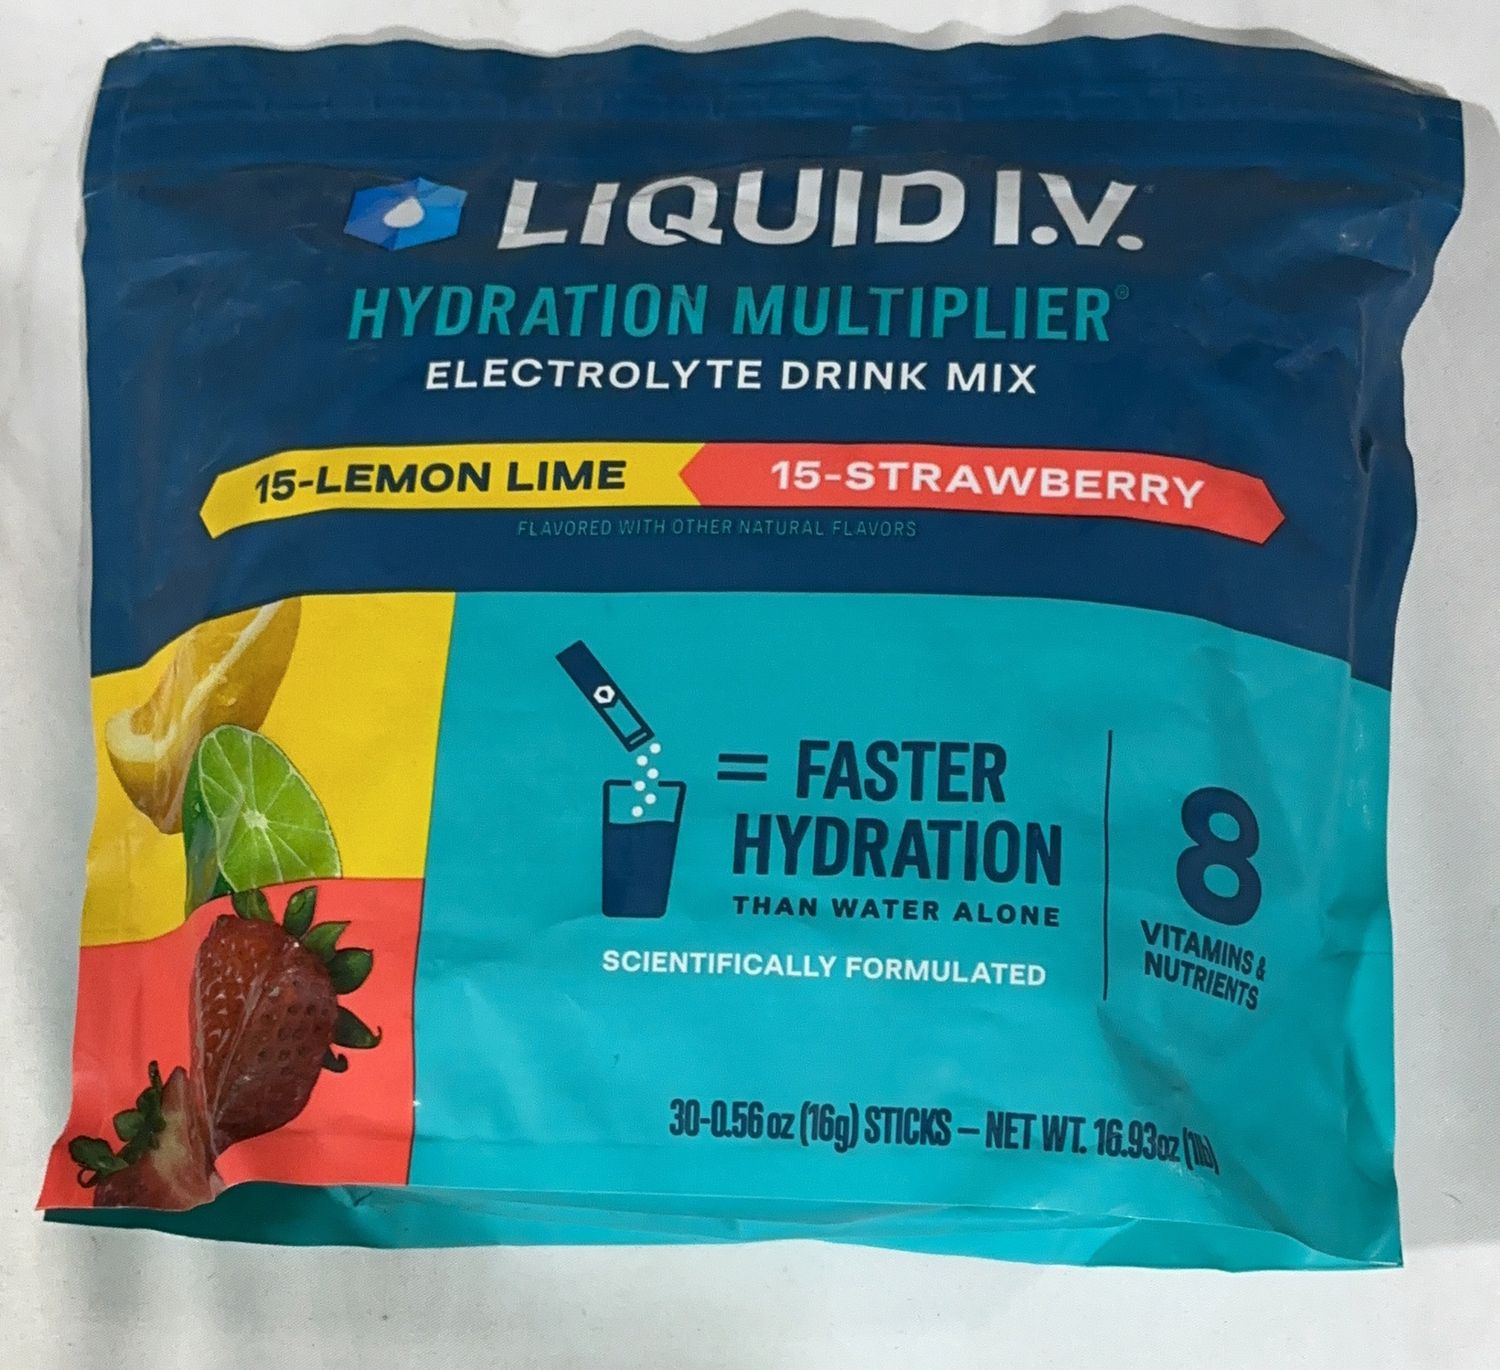 LIQUID I.V.
HYDRATION MULTIPLIER®
ELECTROLYTE DRINK MIX
15-LEMON LIME
15-STRAWBERRY
FLAVORED WITH OTHER NATURAL FLAVORS
= FASTER
HYDRATION
THAN WATER ALONE
SCIENTIFICALLY FORMULATED
8
VITAMINS &
NUTRIENTS
30-0.56 oz (16g) STICKS – NET WT. 16.93oz (1lb)